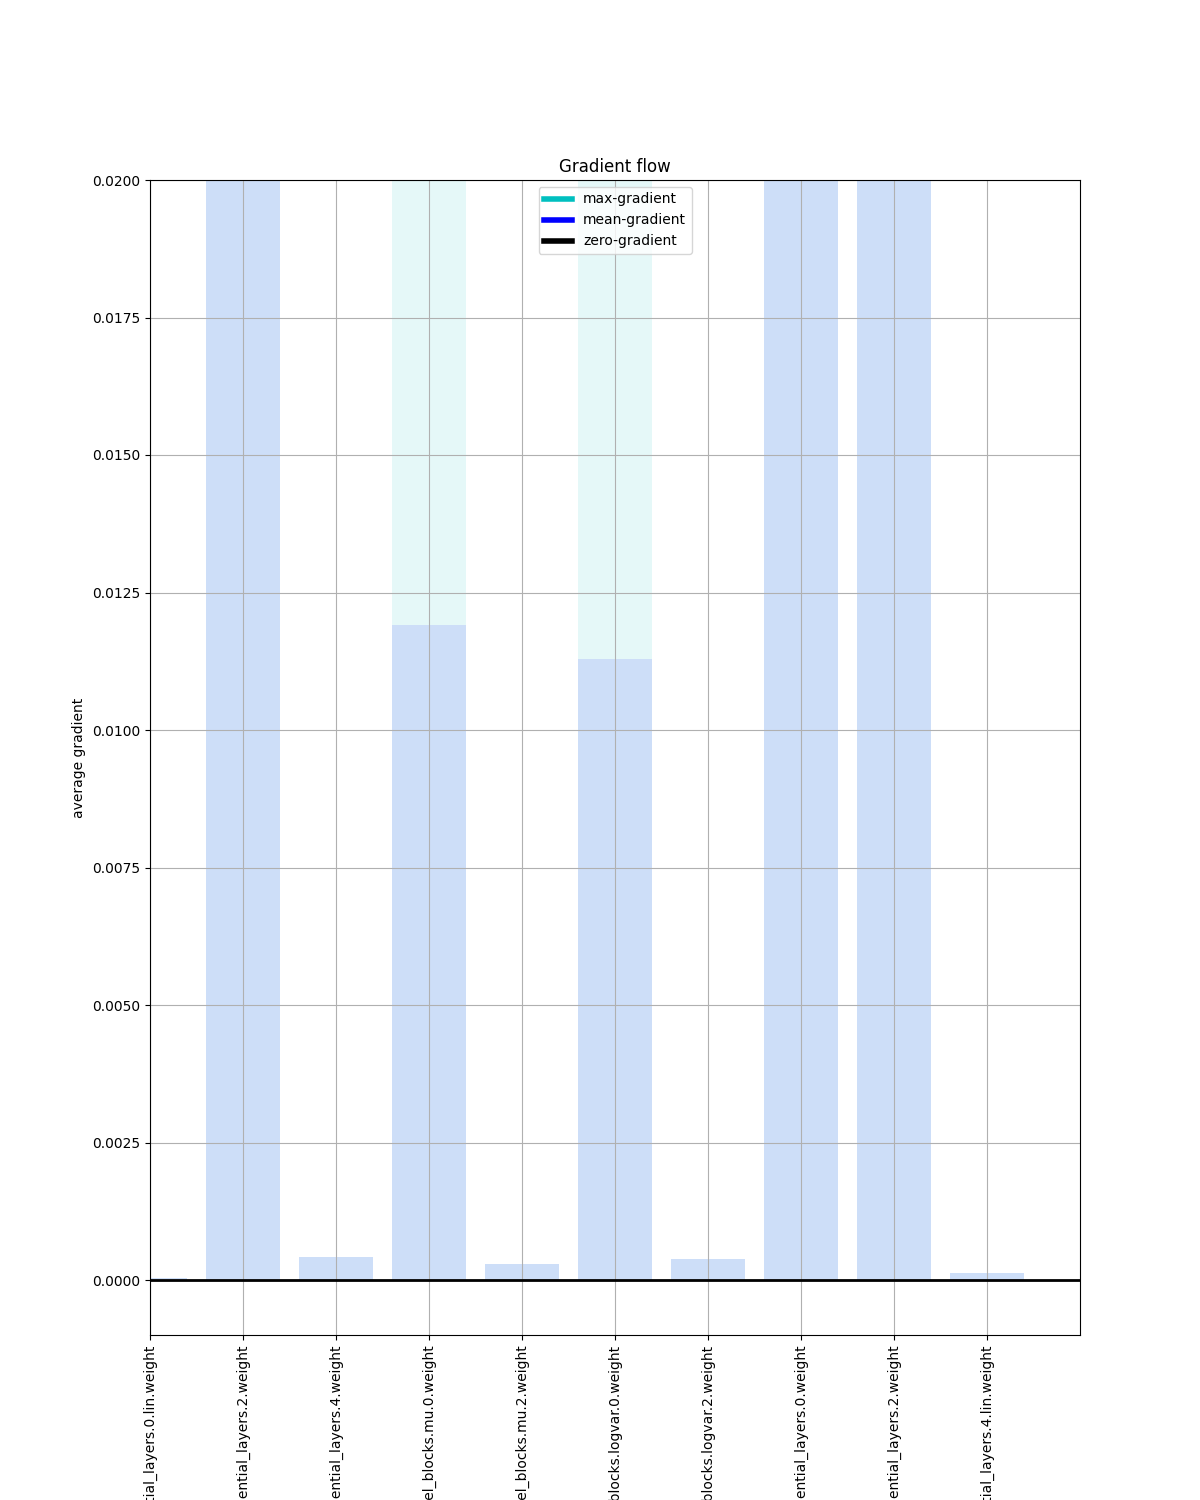 Gradient flow
max-gradient
mean-gradient
zero-gradient
0.0200
0.0175
0.0150
0.0125
0.0100
0.0075
0.0050
0.0025
0.0000
average gradient
tial_layers.0.lin.weight
ential_layers.2.weight
ential_layers.4.weight
el_blocks.mu.0.weight
el_blocks.mu.2.weight
blocks.logvar.0.weight
blocks.logvar.2.weight
ential_layers.0.weight
ential_layers.2.weight
tial_layers.4.lin.weight